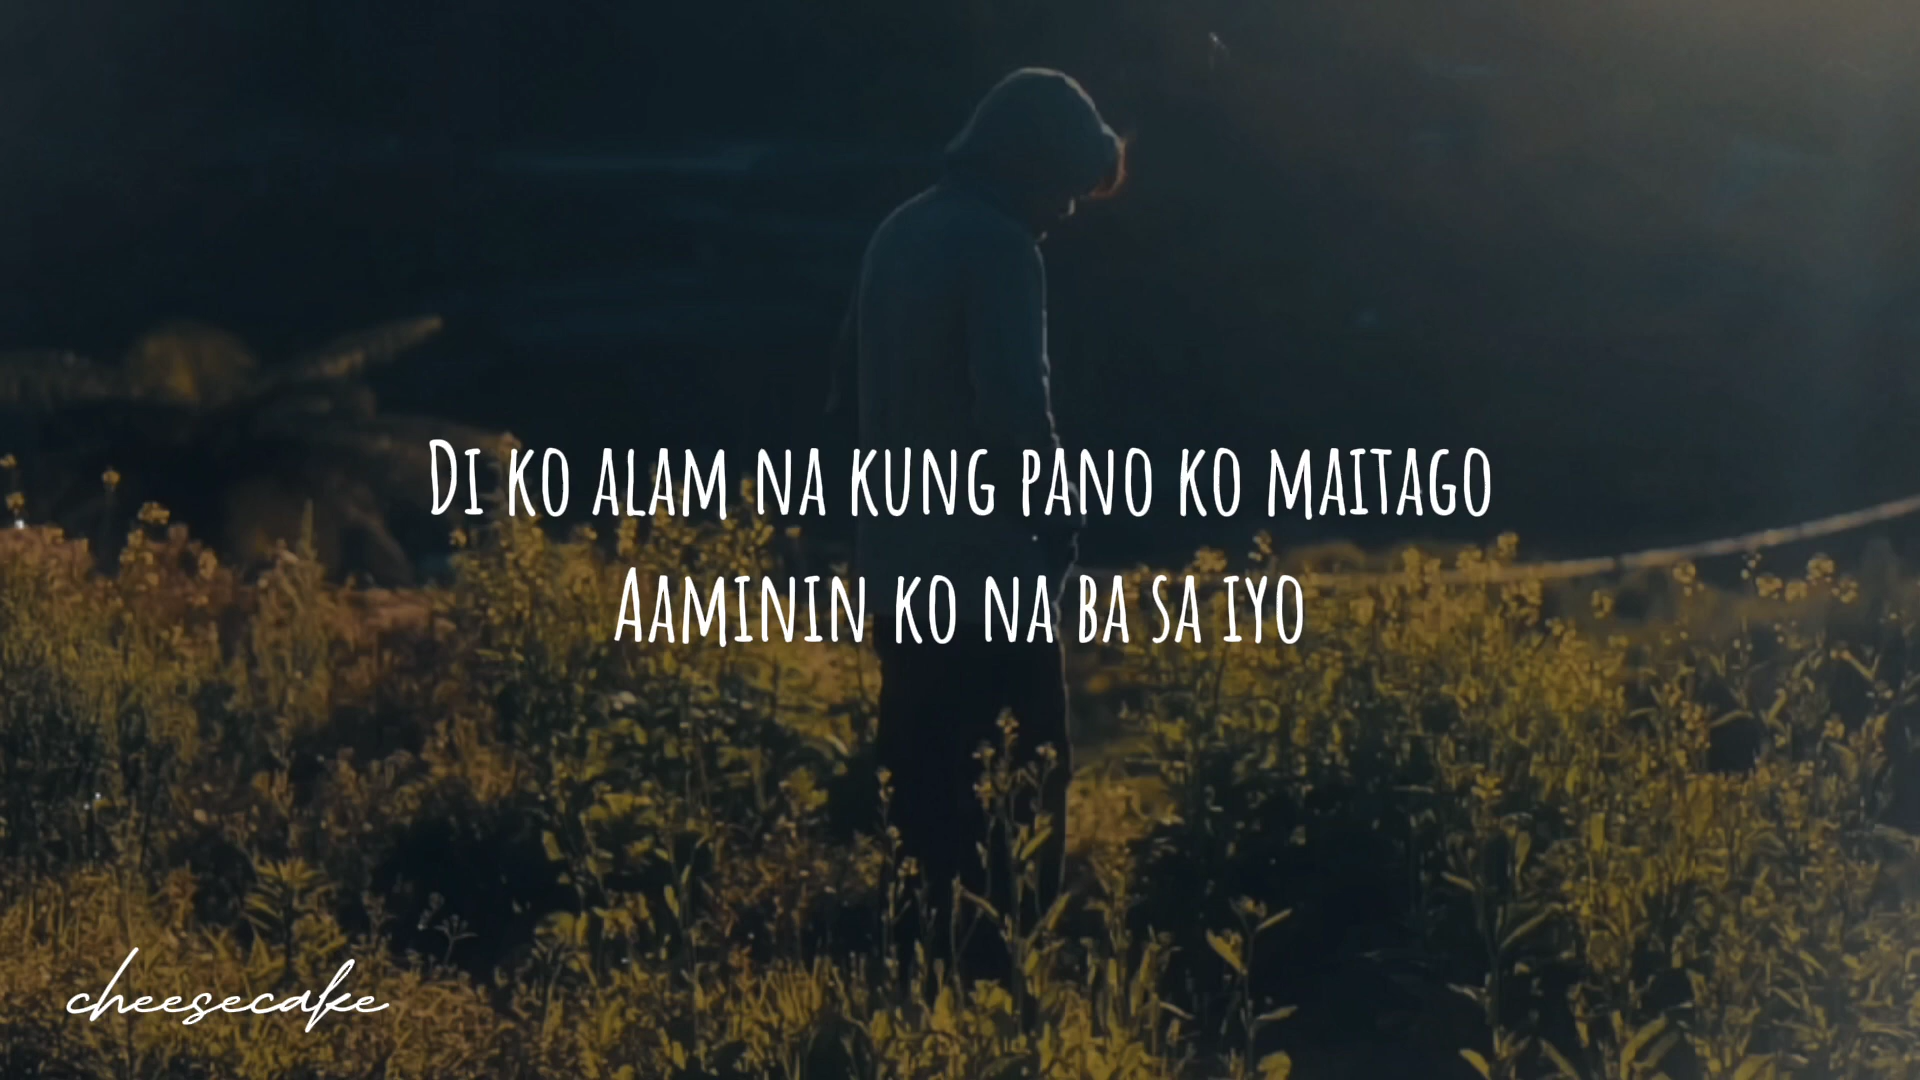 Di ko alam na kung pano ko maitago
Aaminin ko na ba sa iyo
cheesecake